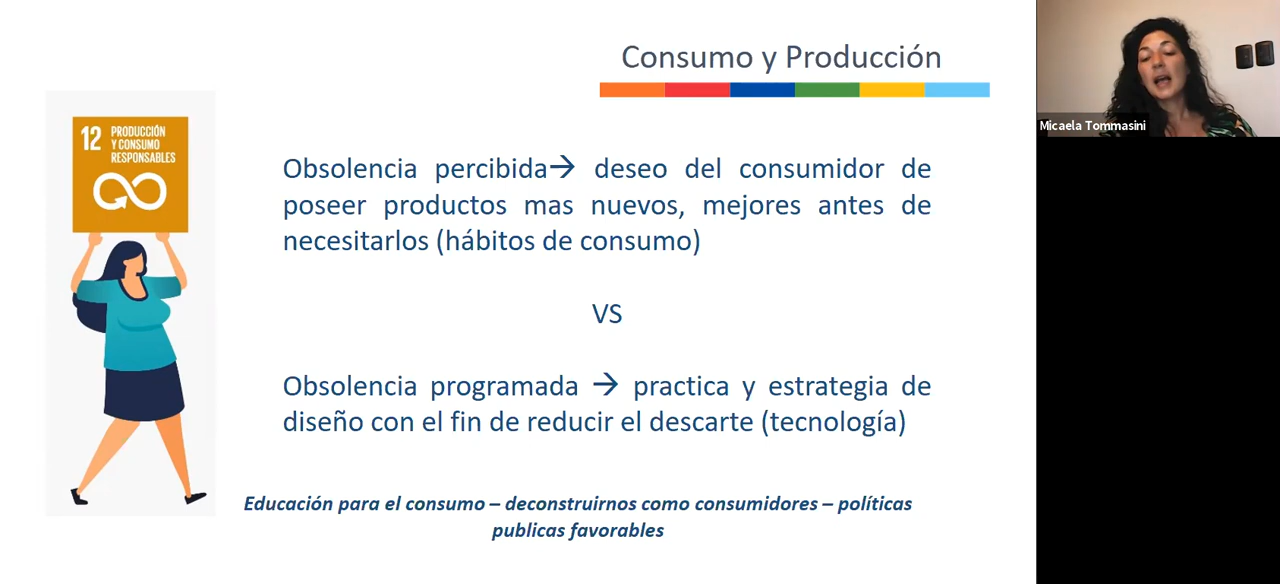 Consumo y Producción
12 PRODUCCIÓN
Y CONSUMO
RESPONSABLES
Obsolencia percibida→ deseo del consumidor de
poseer productos mas nuevos, mejores antes de
necesitarlos (hábitos de consumo)
VS
Obsolencia programada → practica y estrategia de
diseño con el fin de reducir el descarte (tecnología)
Educación para el consumo – deconstruirnos como consumidores – políticas
publicas favorables
Micaela Tommasini